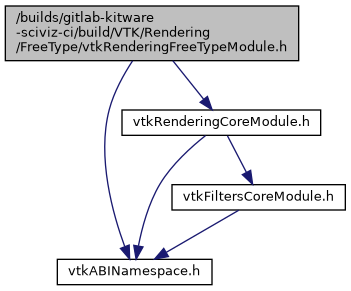 /builds/gitlab-kitware
-sciviz-ci/build/VTK/Rendering
/FreeType/vtkRenderingFreeTypeModule.h
vtkRenderingCoreModule.h
vtkFiltersCoreModule.h
vtkABINamespace.h